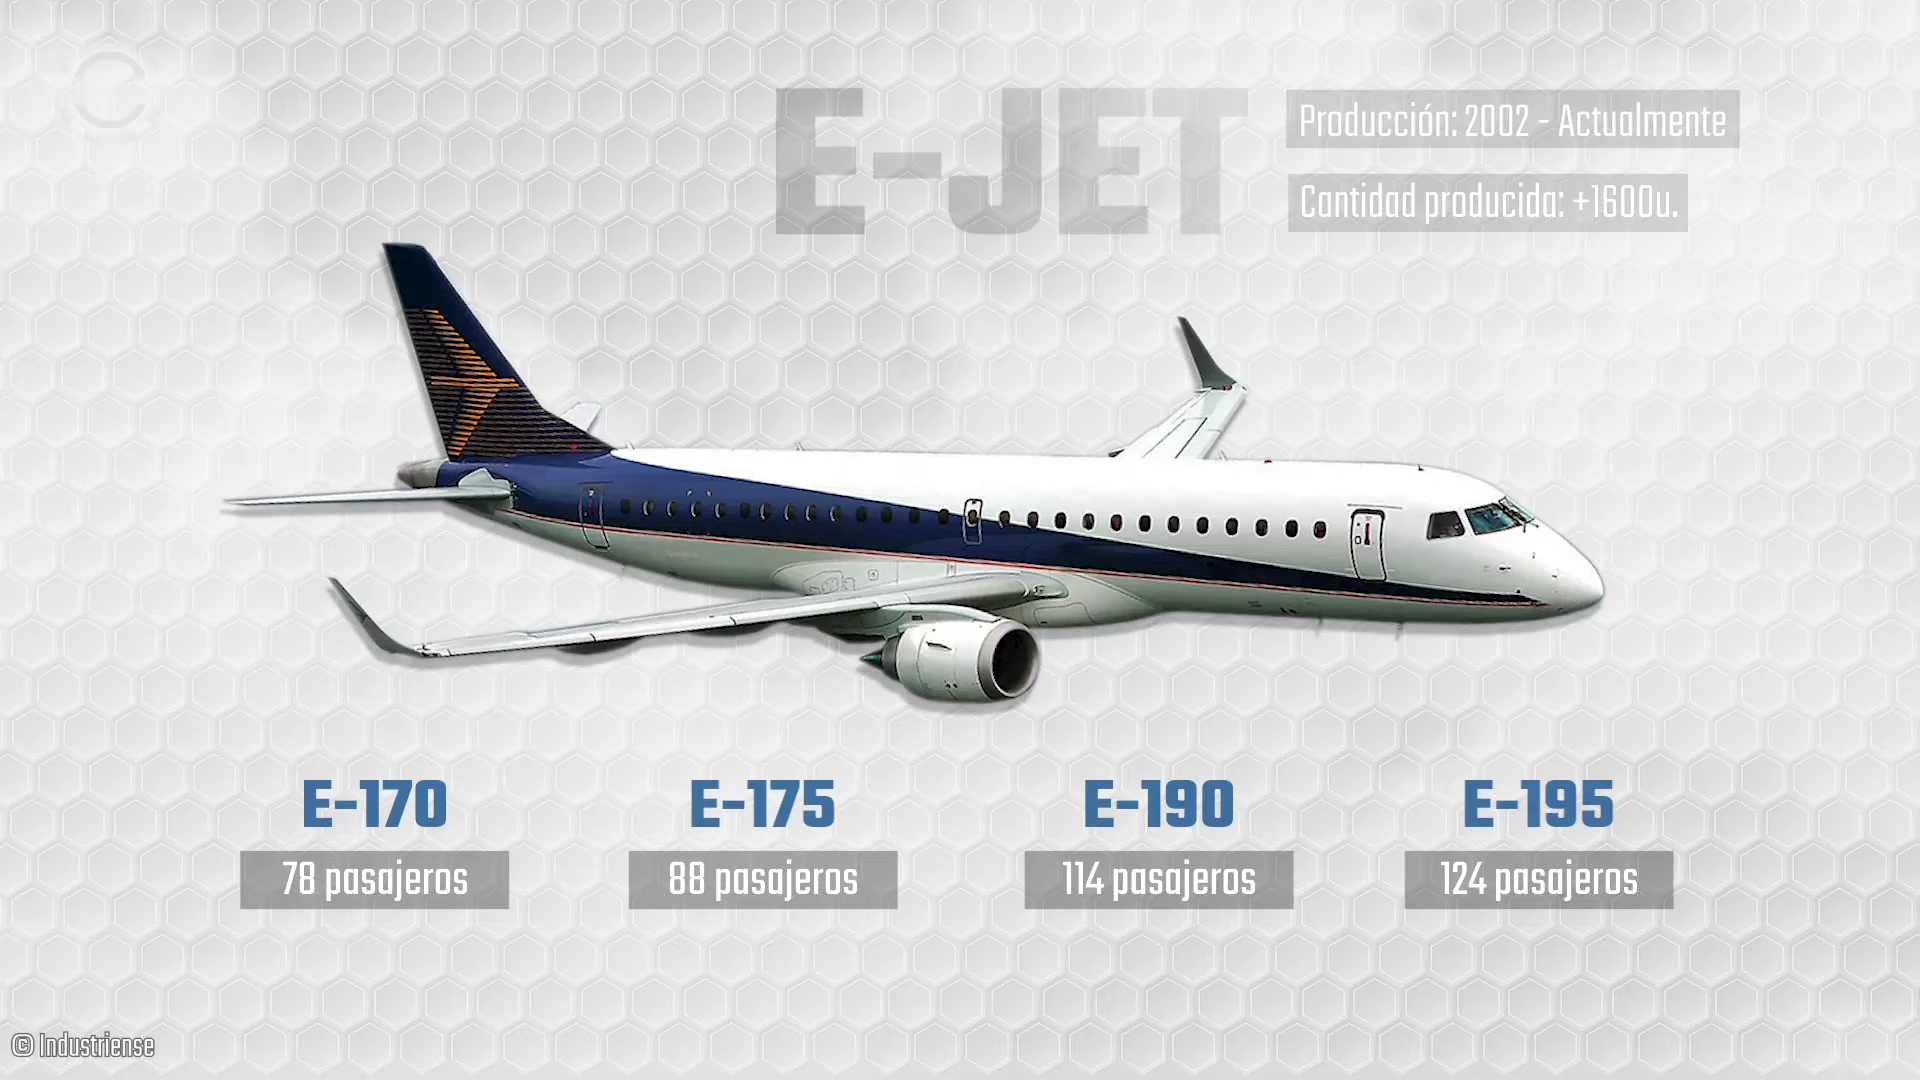 E-JET
Producción: 2002 - Actualmente
Cantidad producida: +1600u.
E-170
E-175
E-190
E-195
78 pasajeros
88 pasajeros
114 pasajeros
124 pasajeros
© Industriense